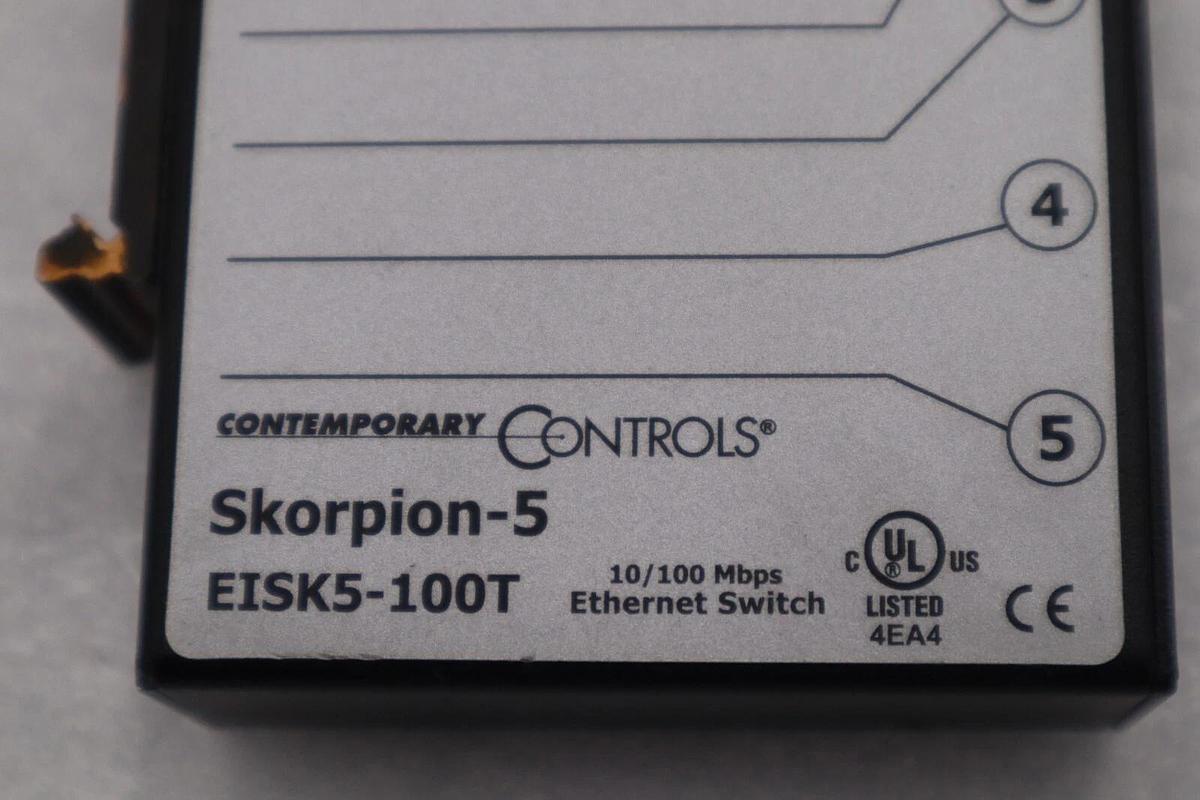 4
5
CONTEMPORARY CONTROLS®
Skorpion-5
EISK5-100T
10/100 Mbps
Ethernet Switch
C UL® US
LISTED
4EA4
CE